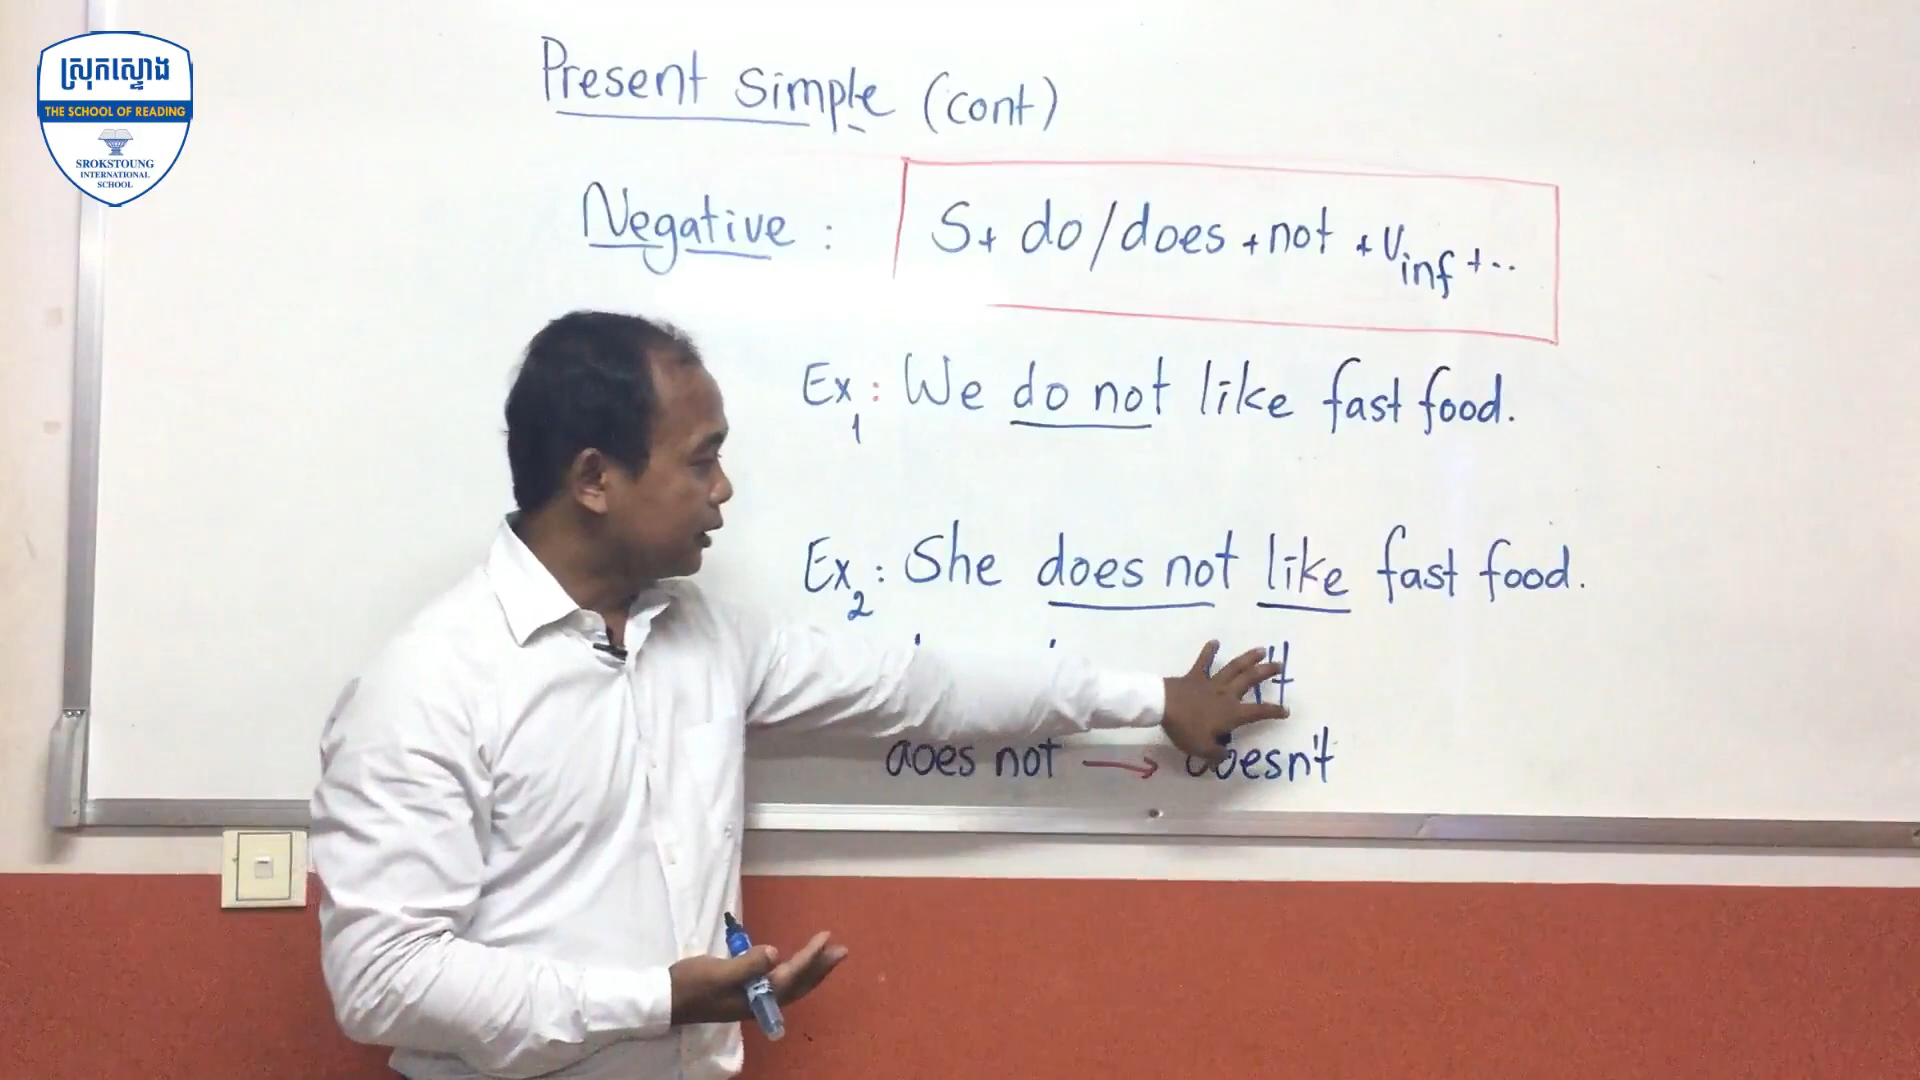 ស្រុកស្ទោង
THE SCHOOL OF READING
SROKSTOUNG
INTERNATIONAL
SCHOOL
Present Simple (cont)
Negative : S+ do/does +not +Vinf +...
Ex1 : We do not like fast food.
Ex2 : She does not like fast food.
does not → doesn't